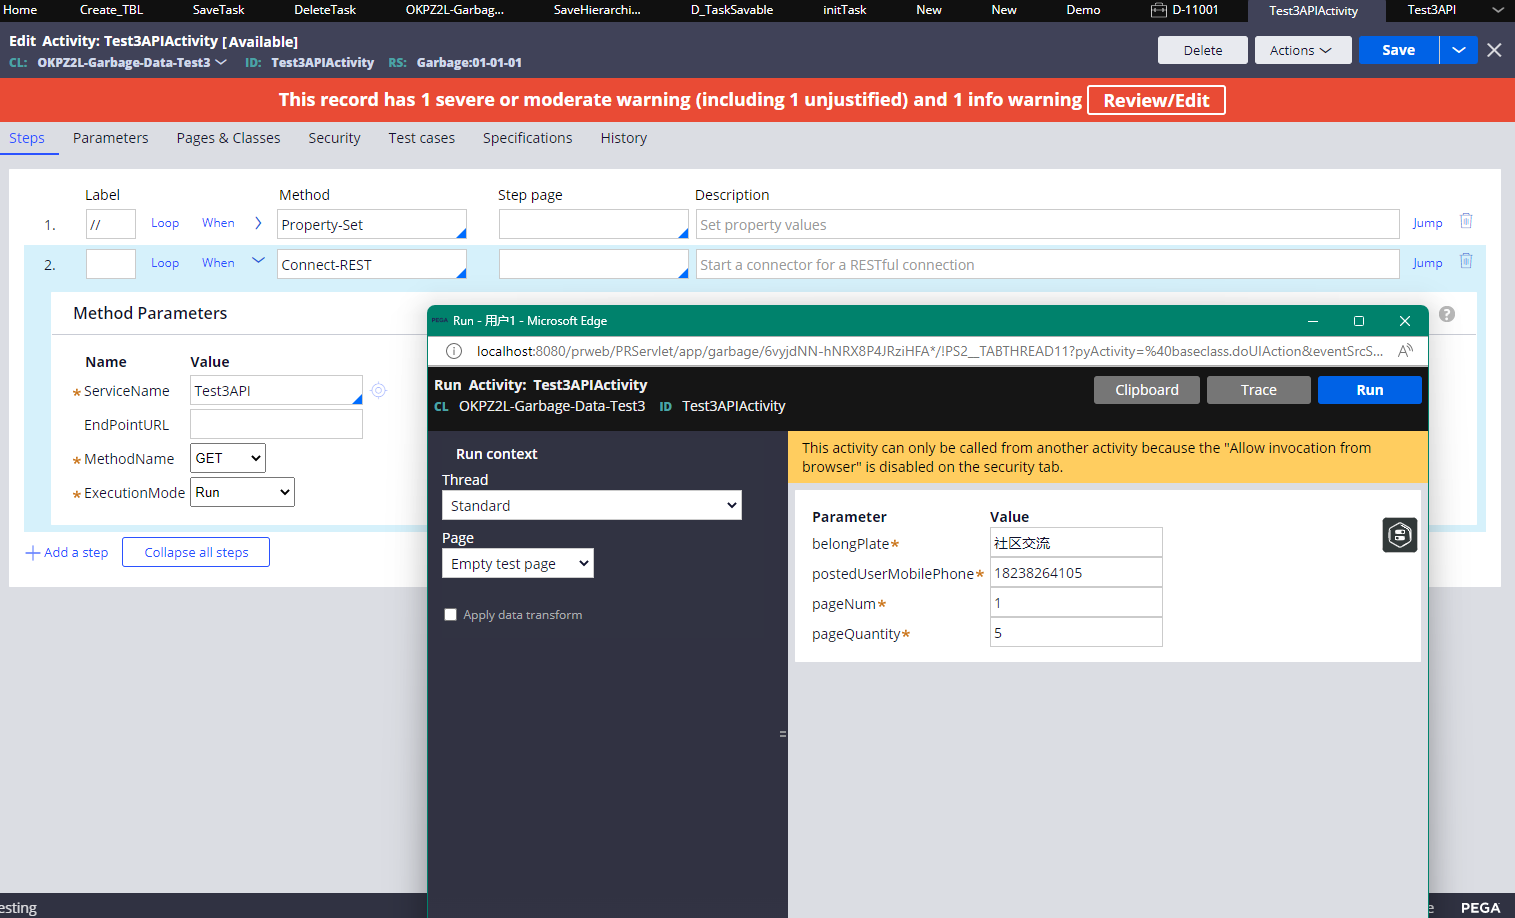 Home Create_TBL SaveTask DeleteTask OKPZ2L-Garbag... SaveHierarchi... D_TaskSavable initTask New New Demo D-11001 Test3APIActivity Test3API
Edit Activity: Test3APIActivity [Available]
CL: OKPZ2L-Garbage-Data-Test3 ID: Test3APIActivity RS: Garbage:01-01-01
Delete Actions Save
This record has 1 severe or moderate warning (including 1 unjustified) and 1 info warning Review/Edit
Steps Parameters Pages & Classes Security Test cases Specifications History
Label Method Step page Description
1. // Loop When Property-Set Set property values Jump
2. Loop When Connect-REST Start a connector for a RESTful connection Jump
Method Parameters
Name Value
*ServiceName Test3API
EndPointURL
*MethodName GET
*ExecutionMode Run
Add a step Collapse all steps
PEGA Run - 用户1 - Microsoft Edge
localhost:8080/prweb/PRServlet/app/garbage/6vyjdNN-hNRX8P4JRziHFA*/!PS2__TABTHREAD11?pyActivity=%40baseclass.doUIAction&eventSrcS...
Run Activity: Test3APIActivity
CL OKPZ2L-Garbage-Data-Test3 ID Test3APIActivity
Clipboard Trace Run
Run context
Thread
Standard
Page
Empty test page
Apply data transform
This activity can only be called from another activity because the "Allow invocation from
browser" is disabled on the security tab.
Parameter Value
belongPlate* 社区交流
postedUserMobilePhone* 18238264105
pageNum* 1
pageQuantity* 5
esting
e PEGA